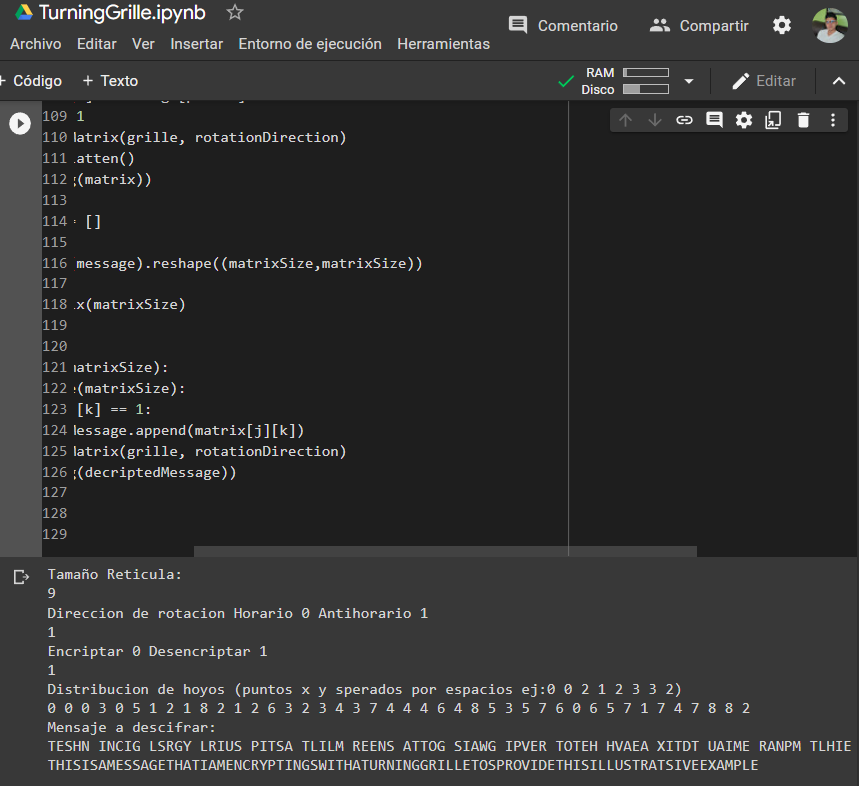 TurningGrille.ipynb
Comentario
Compartir
Archivo Editar Ver Insertar Entorno de ejecución Herramientas
+ Código + Texto
RAM
Disco
Editar
109 1
110 Matrix(grille, rotationDirection)
111 .atten()
112 g(matrix))
113
114 = []
115
116 message).reshape((matrixSize,matrixSize))
117
118 x(matrixSize)
119
120
121 matrixSize):
122 e(matrixSize):
123 [k] == 1:
124 Message.append(matrix[j][k])
125 Matrix(grille, rotationDirection)
126 g(decriptedMessage))
127
128
129
Tamaño Reticula:
9
Direccion de rotacion Horario 0 Antihorario 1
1
Encriptar 0 Desencriptar 1
1
Distribucion de hoyos (puntos x y sperados por espacios ej:0 0 2 1 2 3 3 2)
0 0 0 3 0 5 1 2 1 8 2 1 2 6 3 2 3 4 3 7 4 4 4 6 4 8 5 3 5 7 6 0 6 5 7 1 7 4 7 8 8 2
Mensaje a descifrar:
TESHN INCIG LSRGY LRIUS PITSA TLILM REENS ATTOG SIAWG IPVER TOTEH HVAEA XITDT UAIME RANPM TLHIE
THISISAMESSAGETHATIAMENCRYPTINGSWITHATURNINGGRILLETOSPROVIDETHISILLUSTRATSIVEEXAMPLE